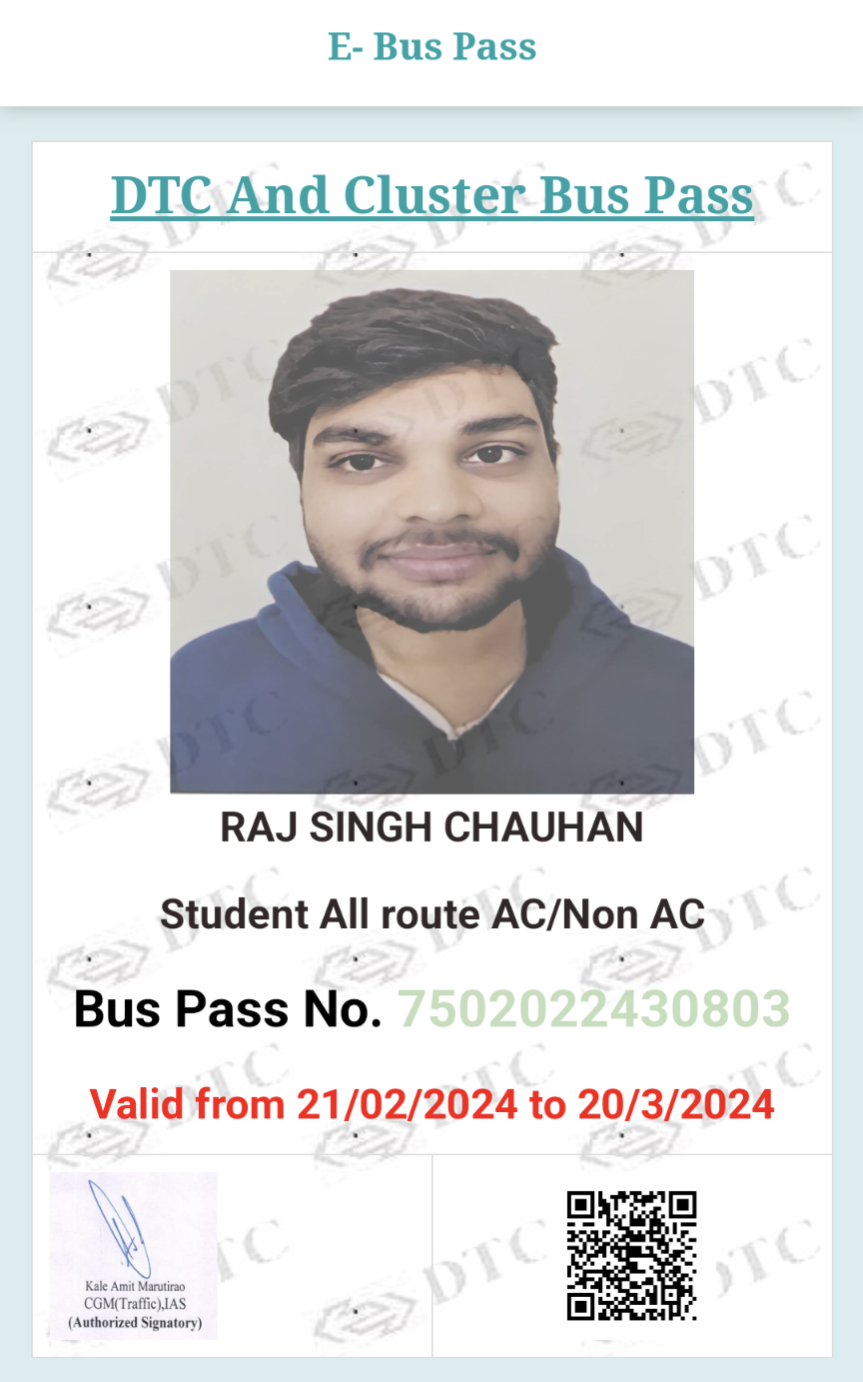 E- Bus Pass
DTC And Cluster Bus Pass
RAJ SINGH CHAUHAN
Student All route AC/Non AC
Bus Pass No. 7502022430803
Valid from 21/02/2024 to 20/3/2024
Kale Amit Marutirao
CGM(Traffic),IAS
(Authorized Signatory)
DTC